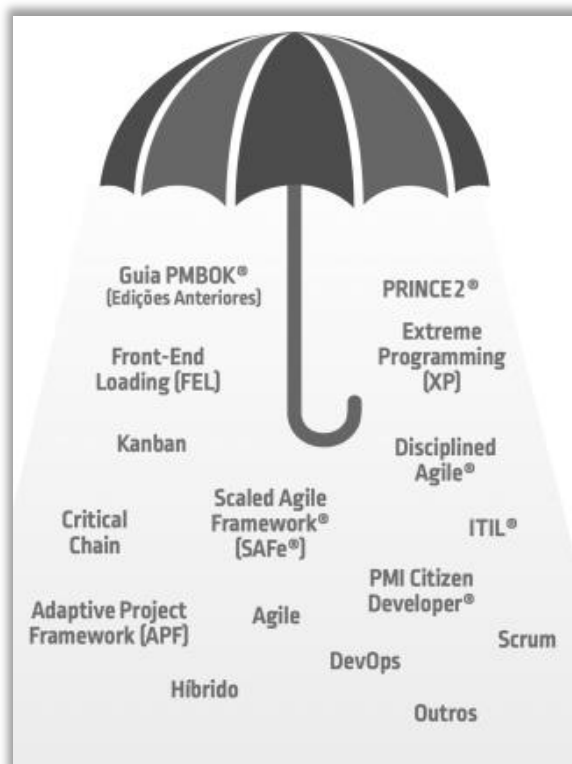 Guia PMBOK®
(Edições Anteriores)
PRINCE2®
Extreme
Programming
(XP)
Front-End
Loading (FEL)
Kanban
Disciplined
Agile®
Scaled Agile
Framework®
(SAFe®)
Critical
Chain
ITIL®
PMI Citizen
Developer®
Adaptive Project
Framework (APF)
Agile
Scrum
DevOps
Híbrido
Outros